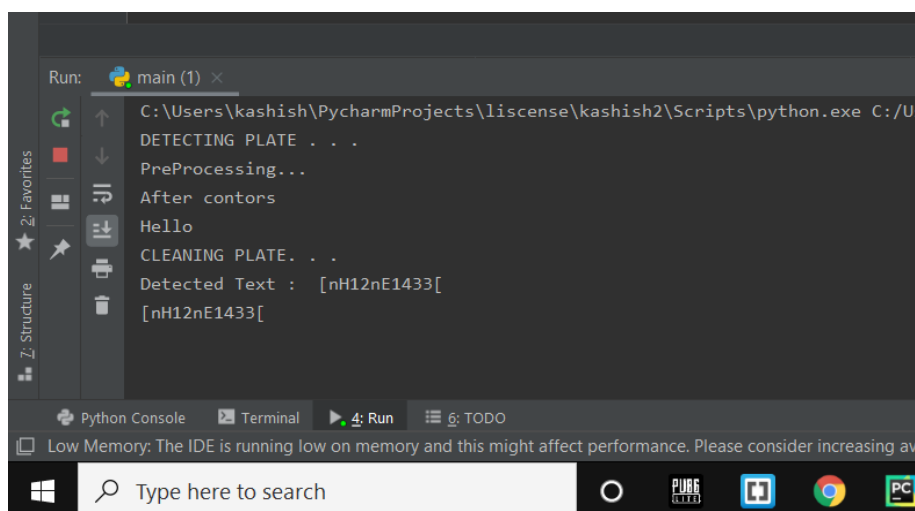 Run:
main (1)
C:\Users\kashish\PycharmProjects\liscense\kashish2\Scripts\python.exe C:/U
DETECTING PLATE . . .
PreProcessing...
After contors
Hello
CLEANING PLATE. . .
Detected Text :  [nH12nE1433[
[nH12nE1433[
2: Favorites
7: Structure
Python Console
Terminal
4: Run
6: TODO
Low Memory: The IDE is running low on memory and this might affect performance. Please consider increasing av
Type here to search
PUBG
LITE
PC